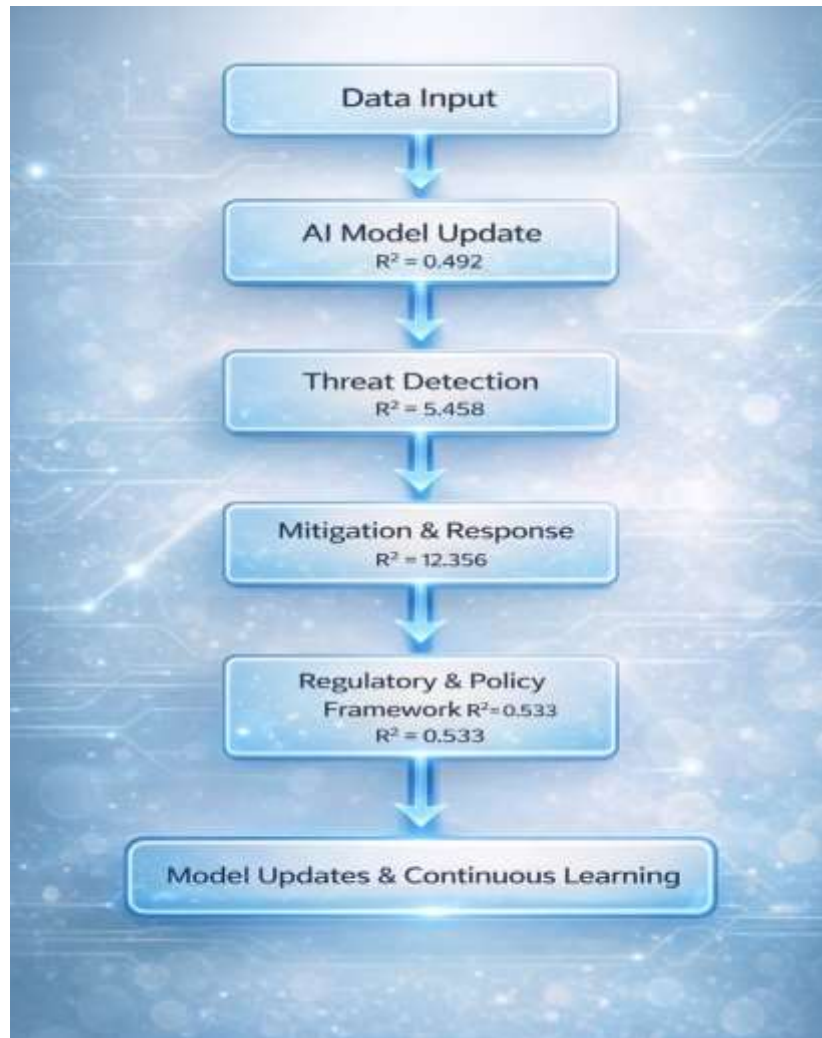 Data Input
AI Model Update
R² = 0.492
Threat Detection
R² = 5.458
Mitigation & Response
R² = 12.356
Regulatory & Policy
Framework R²=0.533
R² = 0.533
Model Updates & Continuous Learning